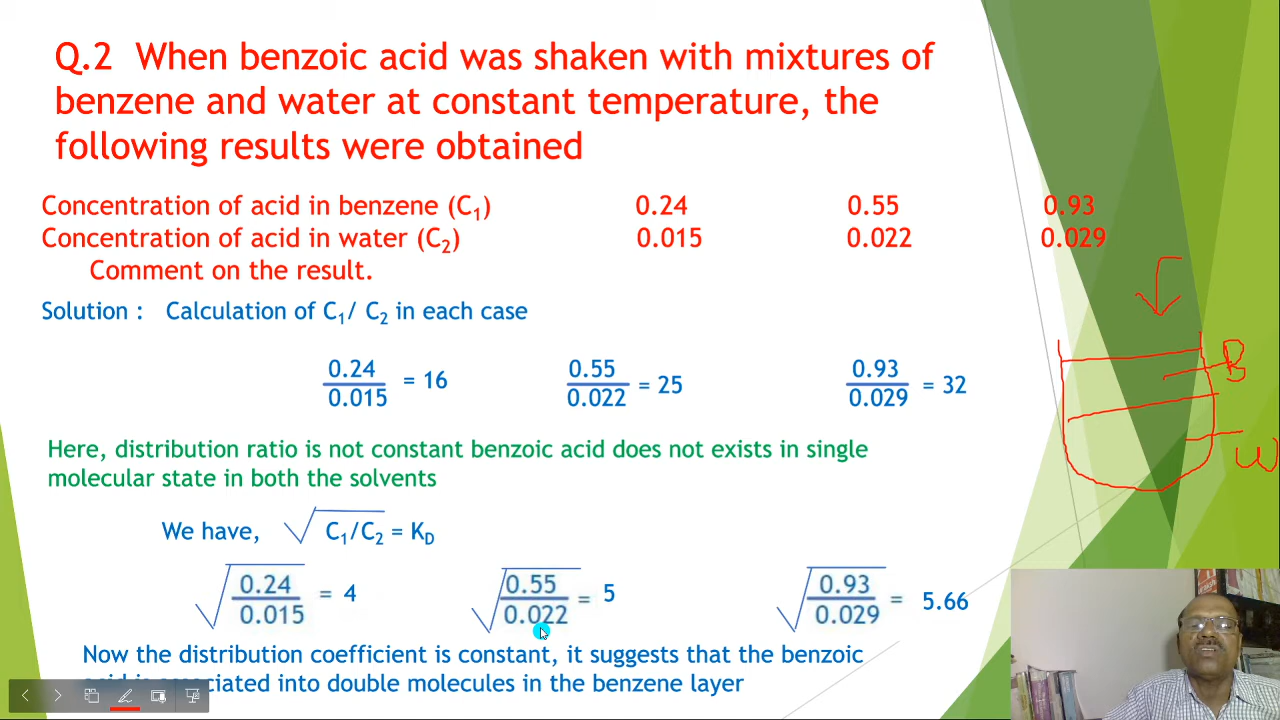 Q.2 When benzoic acid was shaken with mixtures of
benzene and water at constant temperature, the
following results were obtained
Concentration of acid in benzene (C₁) 0.24 0.55 0.93
Concentration of acid in water (C₂) 0.015 0.022 0.029
Comment on the result.
Solution : Calculation of C₁/ C₂ in each case
0.24/0.015 = 16 0.55/0.022 = 25 0.93/0.029 = 32
Here, distribution ratio is not constant benzoic acid does not exists in single
molecular state in both the solvents
We have, √C₁/C₂ = K_D
√0.24/0.015 = 4 √0.55/0.022 = 5 √0.93/0.029 = 5.66
Now the distribution coefficient is constant, it suggests that the benzoic
into double molecules in the benzene layer
B
W